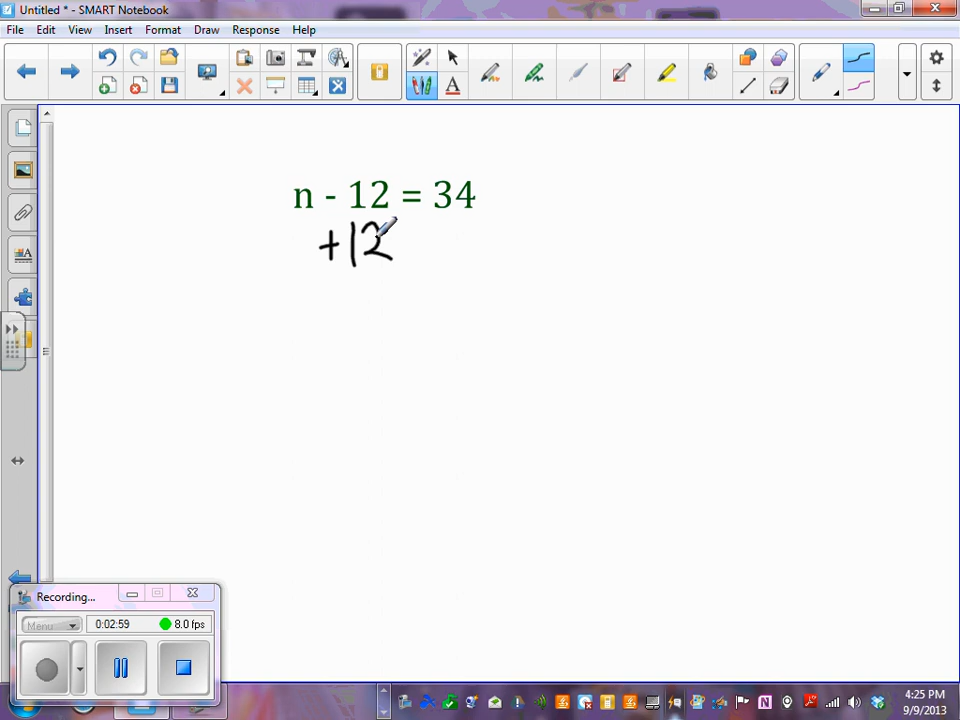 Untitled * - SMART Notebook
File Edit View Insert Format Draw Response Help
n - 12 = 34
+12
Recording...
Menu
0:02:59
8.0 fps
4:25 PM
9/9/2013